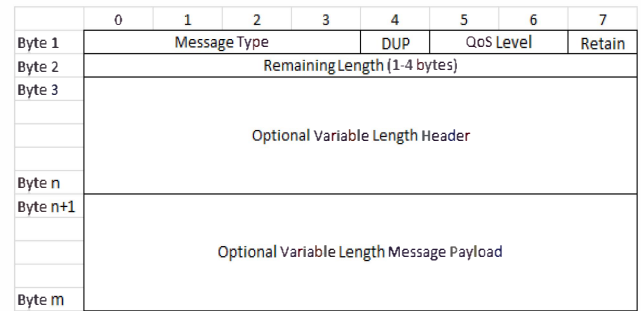 0 1 2 3 4 5 6 7
Byte 1 Message Type DUP QoS Level Retain
Byte 2 Remaining Length (1-4 bytes)
Byte 3
Optional Variable Length Header
Byte n
Byte n+1
Optional Variable Length Message Payload
Byte m